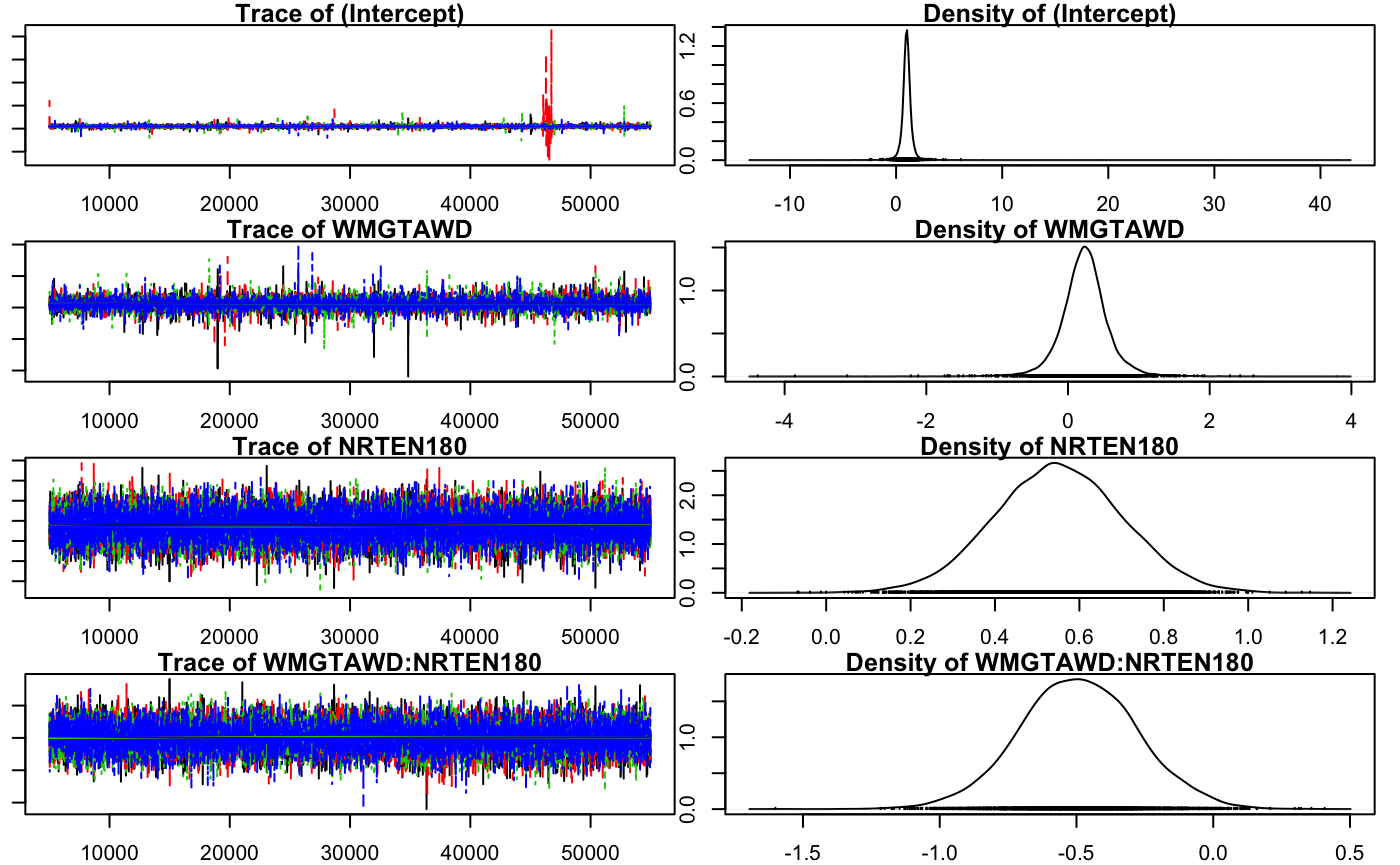 Trace of (Intercept)
10000 20000 30000 40000 50000
Density of (Intercept)
0.0 0.6 1.2
-10 0 10 20 30 40
Trace of WMGTAWD
10000 20000 30000 40000 50000
Density of WMGTAWD
0.0 1.0
-4 -2 0 2 4
Trace of NRTEN180
10000 20000 30000 40000 50000
Density of NRTEN180
0.0 1.0 2.0
-0.2 0.0 0.2 0.4 0.6 0.8 1.0 1.2
Trace of WMGTAWD:NRTEN180
10000 20000 30000 40000 50000
Density of WMGTAWD:NRTEN180
0.0 1.0
-1.5 -1.0 -0.5 0.0 0.5